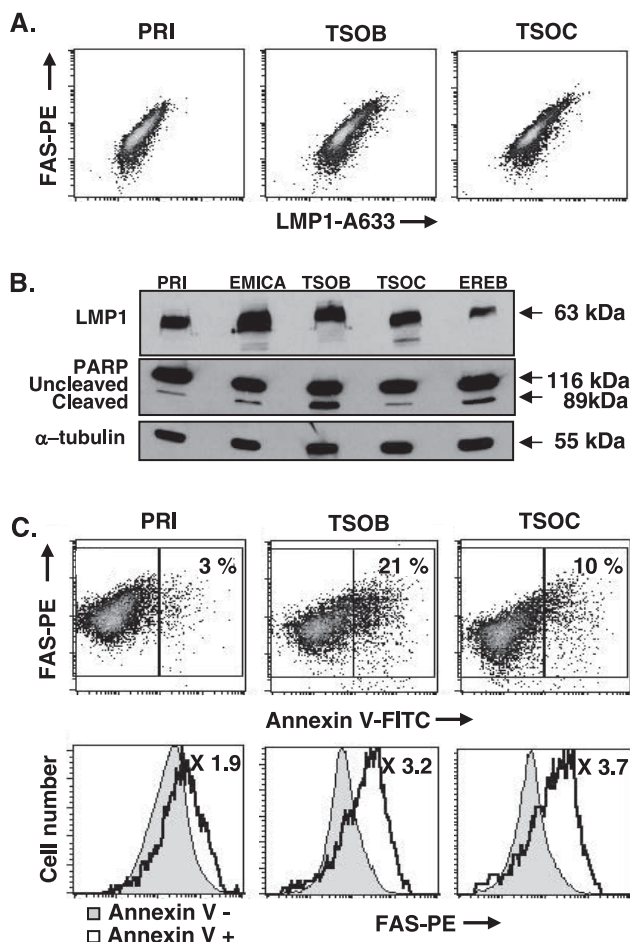 A.
PRI TSOB TSOC
FAS-PE
LMP1-A633
B.
PRI EMICA TSOB TSOC EREB
LMP1 63 kDa
PARP
Uncleaved 116 kDa
Cleaved 89kDa
α-tubulin 55 kDa
C.
PRI TSOB TSOC
3 % 21 % 10 %
FAS-PE
Annexin V-FITC
X 1.9 X 3.2 X 3.7
Cell number
Annexin V - FAS-PE
Annexin V +